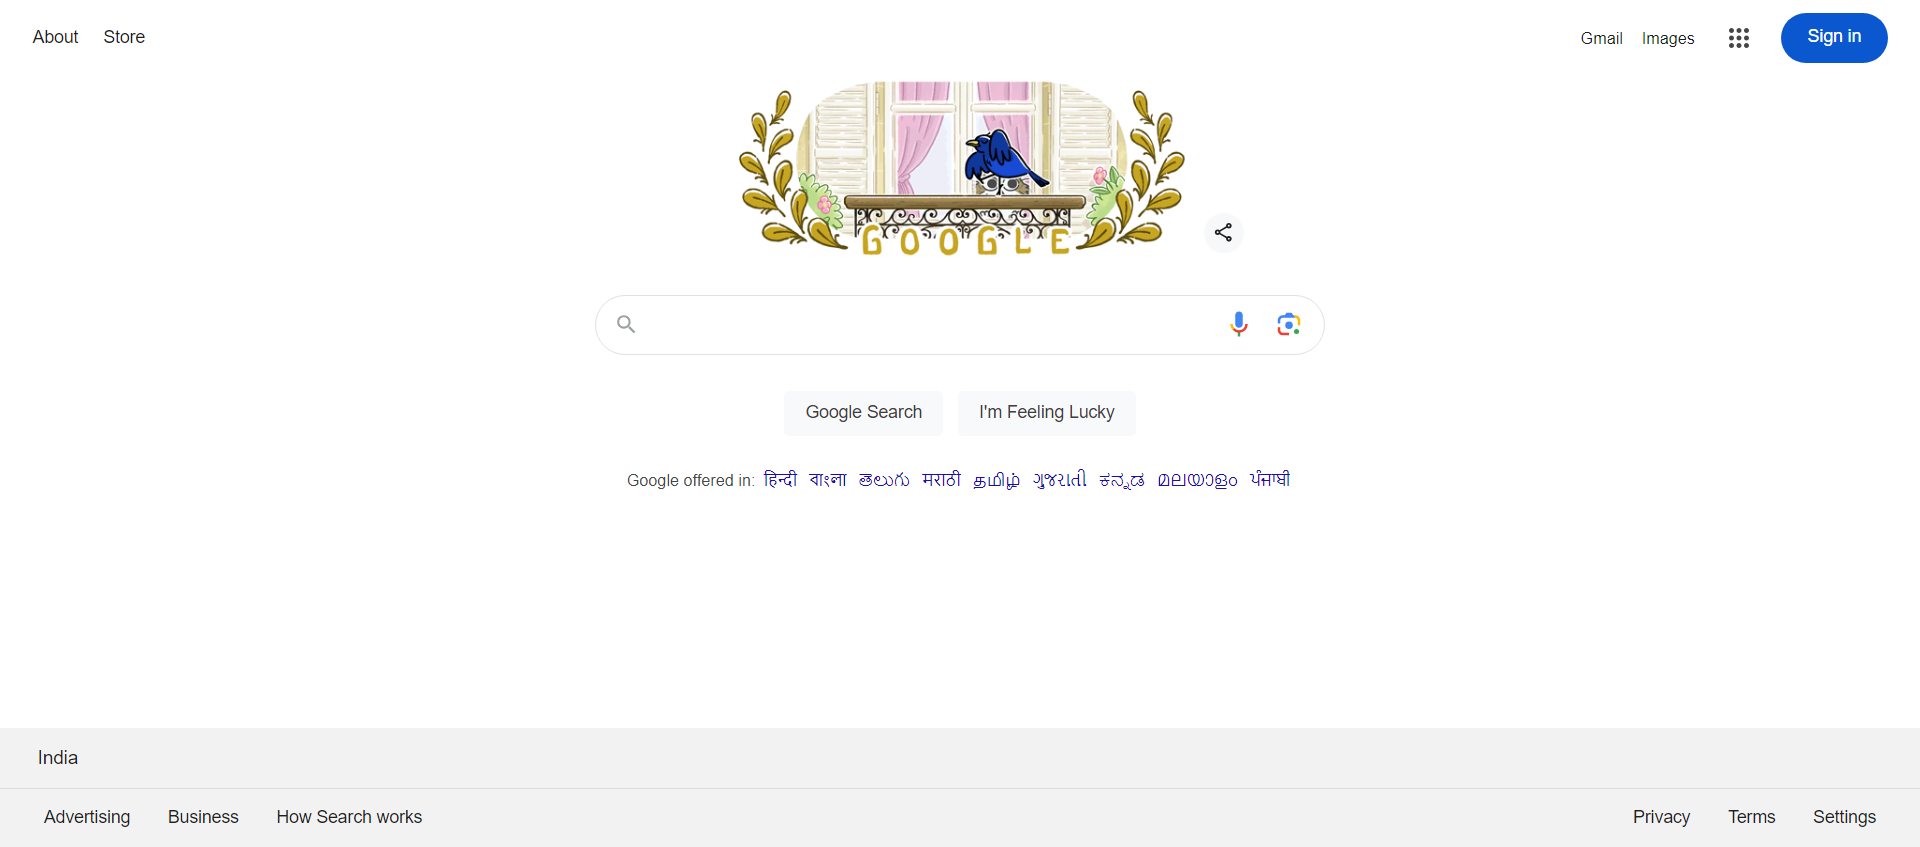 About Store
Gmail Images Sign in
GOOGLE
Google Search I'm Feeling Lucky
Google offered in: हिन्दी বাংলা తెలుగు मराठी தமிழ் ગુજરાતી ಕನ್ನಡ മലയാളം ਪੰਜਾਬੀ
India
Advertising Business How Search works Privacy Terms Settings